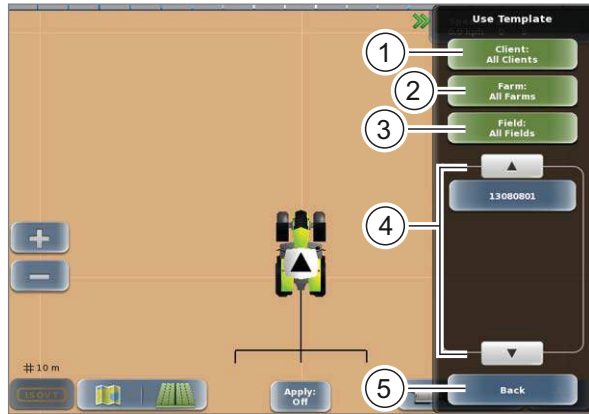 Use Template
1
Client:
All Clients
2
Farm:
All Farms
3
Field:
All Fields
4
13080801
# 10 m
ISOVT
Apply:
Off
5
Back